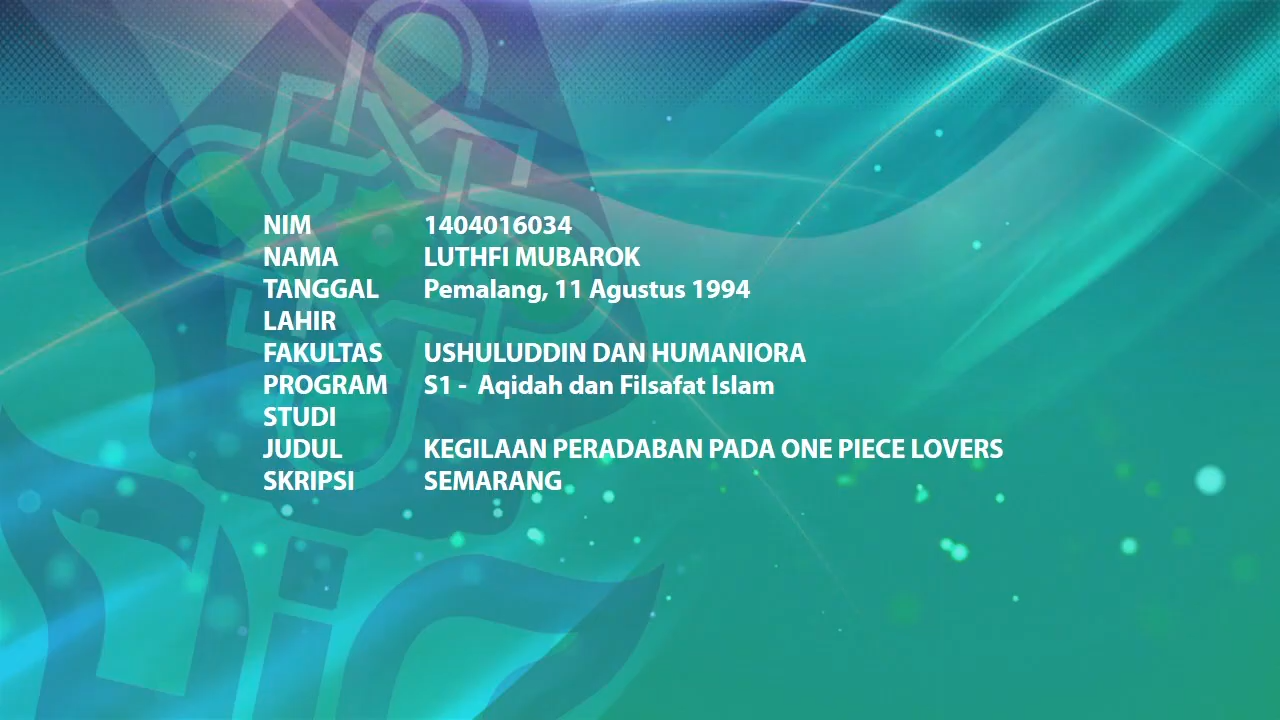 NIM 1404016034
NAMA LUTHFI MUBAROK
TANGGAL Pemalang, 11 Agustus 1994
LAHIR
FAKULTAS USHULUDDIN DAN HUMANIORA
PROGRAM S1 - Aqidah dan Filsafat Islam
STUDI
JUDUL KEGILAAN PERADABAN PADA ONE PIECE LOVERS
SKRIPSI SEMARANG